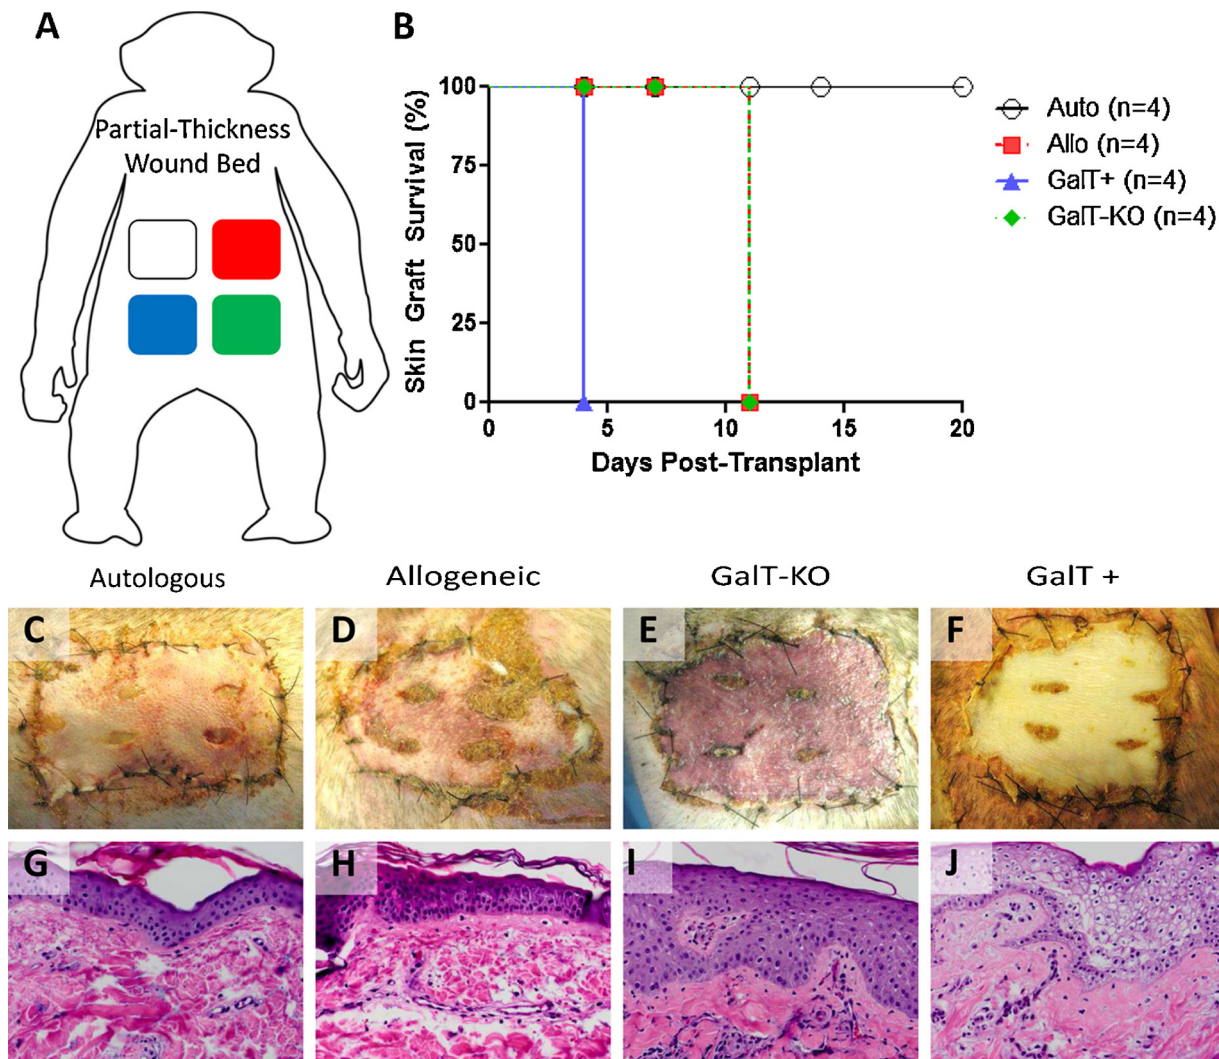 A
Partial-Thickness
Wound Bed
B
Skin Graft Survival (%)
100
75
50
25
0
0 5 10 15 20
Days Post-Transplant
Auto (n=4)
Allo (n=4)
GalT+ (n=4)
GalT-KO (n=4)
Autologous Allogeneic GalT-KO GalT +
C D E F
G H I J